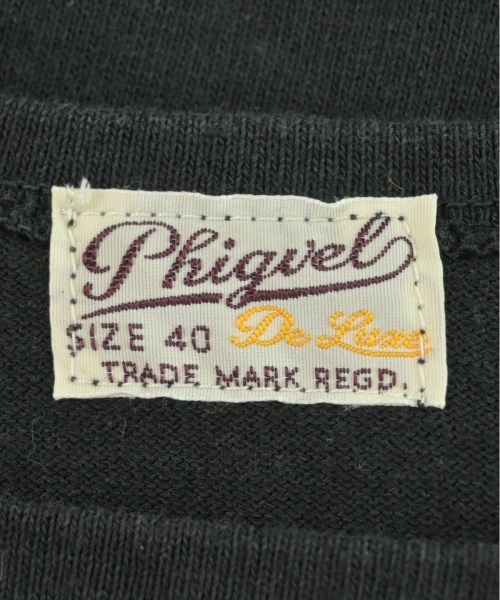 Phigvel
SIZE 40 De Luxe
TRADE MARK REGD.